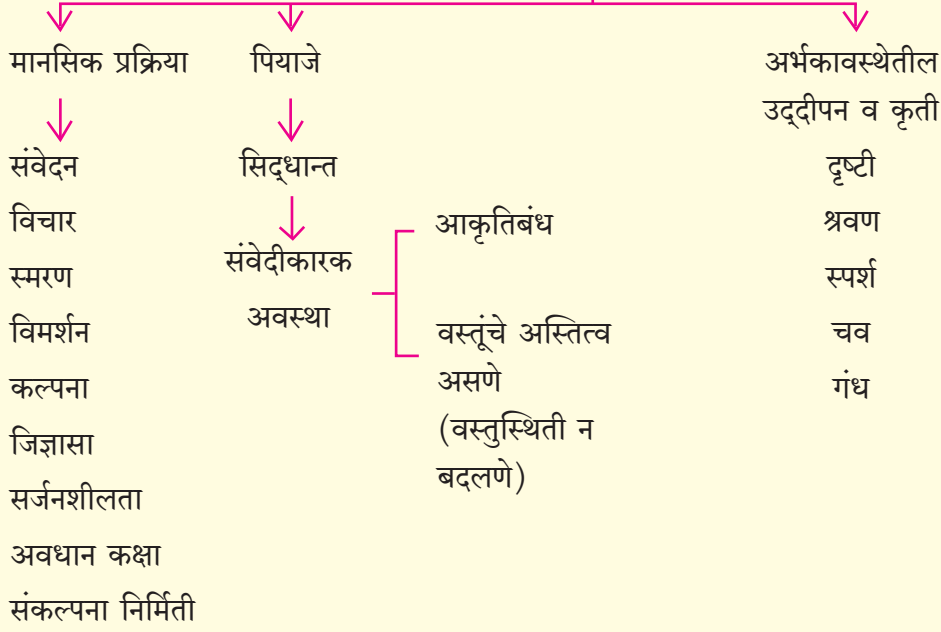 मानसिक प्रक्रिया
संवेदन
विचार
स्मरण
विमर्शन
कल्पना
जिज्ञासा
सर्जनशीलता
अवधान कक्षा
संकल्पना निर्मिती
पियाजे
सिद्धान्त
संवेदीकारक
अवस्था
आकृतिबंध
वस्तूंचे अस्तित्व
असणे
(वस्तुस्थिती न
बदलणे)
अर्भकावस्थेतील
उद्दीपन व कृती
दृष्टी
श्रवण
स्पर्श
चव
गंध